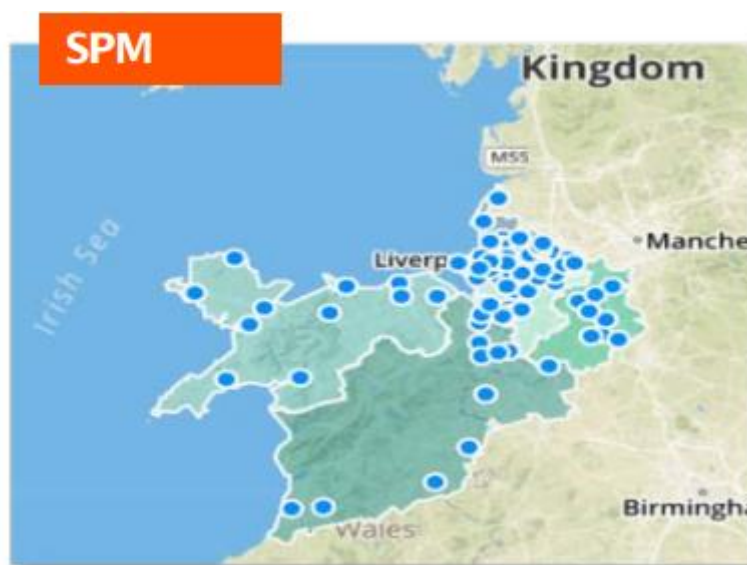 SPM
Kingdom
M55
Irish Sea
Liverp
Manche
Birmingha
Wales